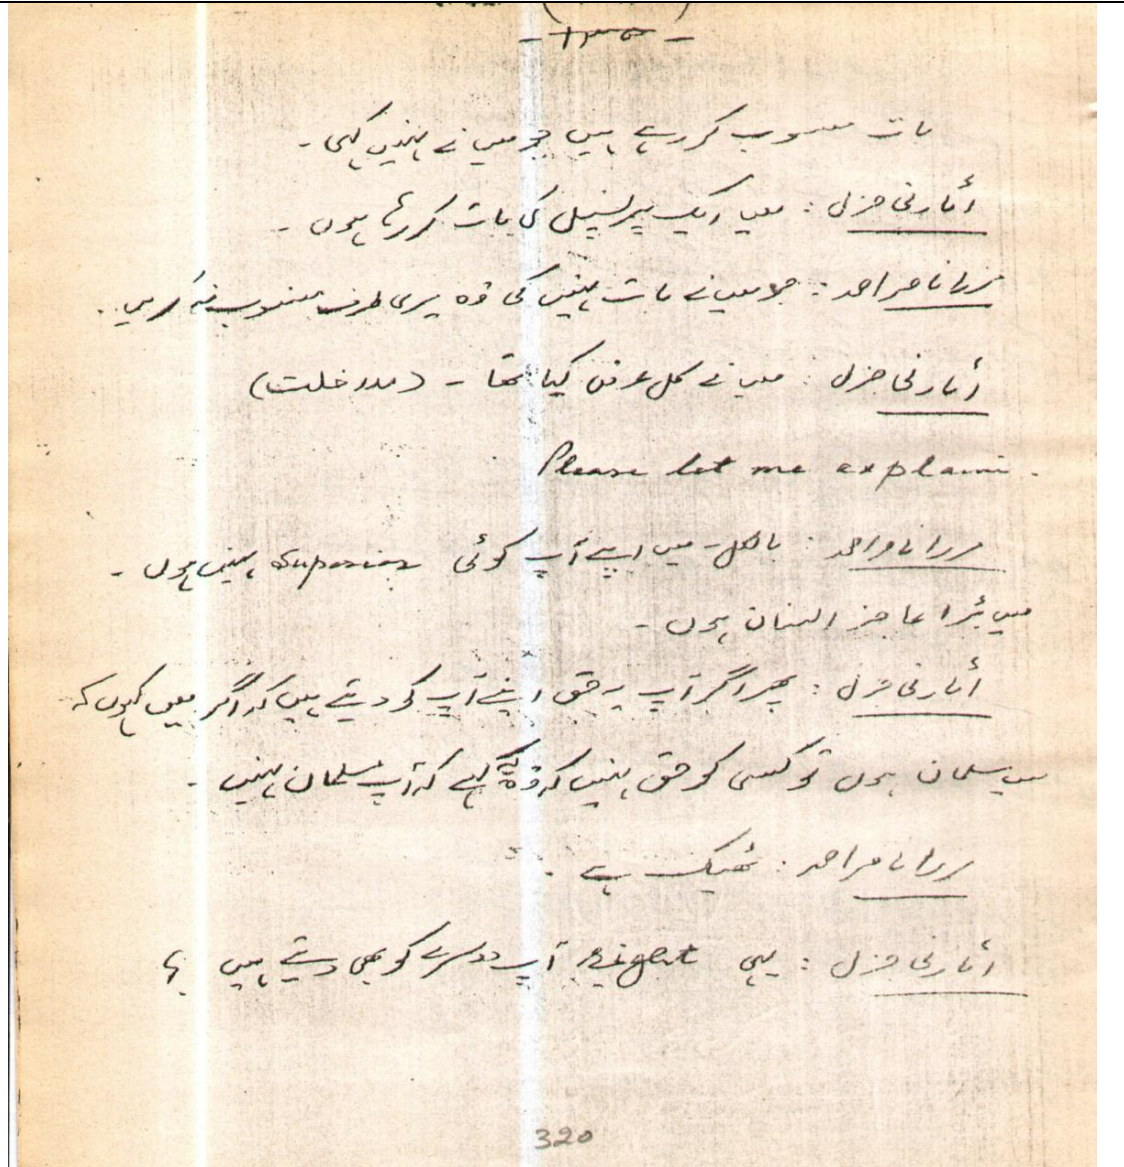 بات منسوب کر رہے ہیں جو میں نے نہیں کہی ۔
اٹارنی جنرل : میں ایک پرنسپل کی بات کر رہا ہوں ۔
مرزا ناصر احمد : جو میں نے بات نہیں کی وہ میری طرف منسوب نہ کریں ۔
اٹارنی جنرل : میں نے کل عرض کیا تھا ۔ (مداخلت)
Please let me explain.
مرزا ناصر احمد : بالکل ۔ میں اپنے آپ کوئی Superior نہیں ہوں ۔
میں بڑا عاجز انسان ہوں ۔
اٹارنی جنرل : پھر اگر آپ یہ حق اپنے آپ کو دیتے ہیں کہ اگر میں کہوں کہ
میں مسلمان ہوں تو کسی کو حق نہیں کہ وہ یہ کہے کہ آپ مسلمان نہیں ۔
مرزا ناصر احمد : ٹھیک ہے ۔
اٹارنی جنرل : یہی right آپ دوسرے کو بھی دیتے ہیں ؟
320